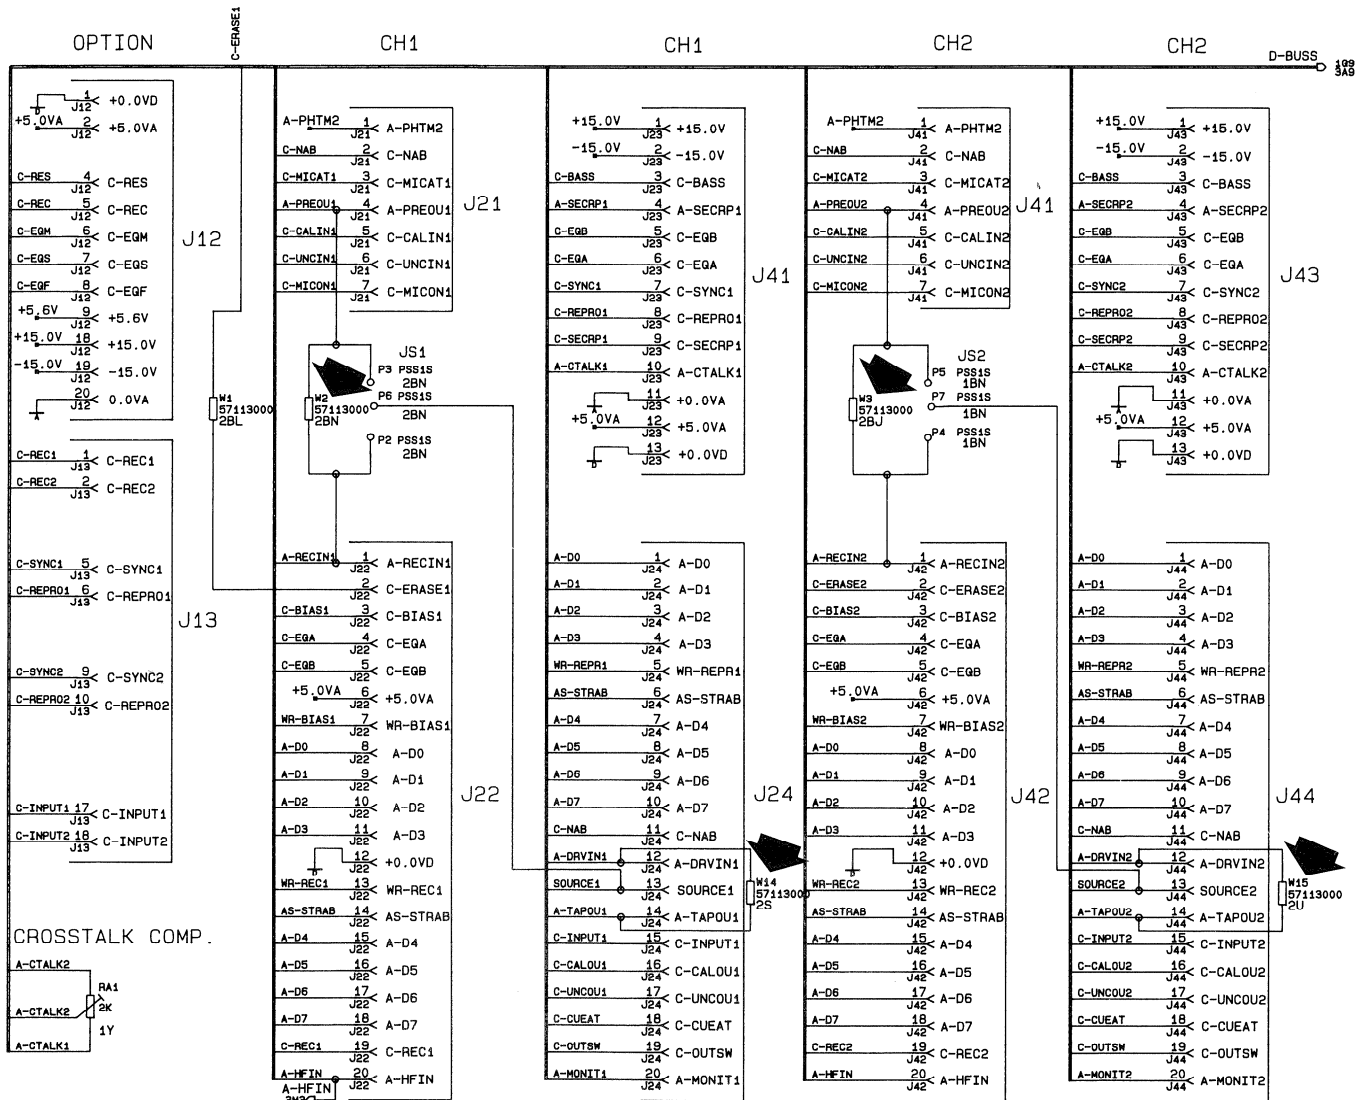 C-ERASE1
OPTION
CH1
CH1
CH2
CH2
D-BUSS
199
3A9
1 J12 +0.0VD
+5.0VA 2 J12 +5.0VA
C-RES 4 J12 C-RES
C-REC 5 J12 C-REC
C-EQM 6 J12 C-EQM
C-EQS 7 J12 C-EQS
C-EQF 8 J12 C-EQF
+5.6V 9 J12 +5.6V
+15.0V 18 J12 +15.0V
-15.0V 19 J12 -15.0V
20 J12 0.0VA
J12
C-REC1 1 J13 C-REC1
C-REC2 2 J13 C-REC2
C-SYNC1 5 J13 C-SYNC1
C-REPRO1 6 J13 C-REPRO1
C-SYNC2 9 J13 C-SYNC2
C-REPRO2 10 J13 C-REPRO2
C-INPUT1 17 J13 C-INPUT1
C-INPUT2 18 J13 C-INPUT2
J13
CROSSTALK COMP.
A-CTALK2
RA1
2K
A-CTALK2
1Y
A-CTALK1
W1
57113000
2BL
A-PHTM2 1 J21 A-PHTM2
C-NAB 2 J21 C-NAB
C-MICAT1 3 J21 C-MICAT1
A-PREOU1 4 J21 A-PREOU1
C-CALIN1 5 J21 C-CALIN1
C-UNCIN1 6 J21 C-UNCIN1
C-MICON1 7 J21 C-MICON1
J21
JS1
P3 PSS1S
2BN
P6 PSS1S
2BN
P2 PSS1S
2BN
W2
57113000
2BN
A-RECIN1 1 J22 A-RECIN1
2 J22 C-ERASE1
C-BIAS1 3 J22 C-BIAS1
C-EQA 4 J22 C-EQA
C-EQB 5 J22 C-EQB
+5.0VA 6 J22 +5.0VA
WR-BIAS1 7 J22 WR-BIAS1
A-D0 8 J22 A-D0
A-D1 9 J22 A-D1
A-D2 10 J22 A-D2
A-D3 11 J22 A-D3
12 J22 +0.0VD
WR-REC1 13 J22 WR-REC1
AS-STRAB 14 J22 AS-STRAB
A-D4 15 J22 A-D4
A-D5 16 J22 A-D5
A-D6 17 J22 A-D6
A-D7 18 J22 A-D7
C-REC1 19 J22 C-REC1
A-HFIN 20 J22 A-HFIN
A-HFIN
J22
+15.0V 1 J23 +15.0V
-15.0V 2 J23 -15.0V
C-BASS 3 J23 C-BASS
A-SECRP1 4 J23 A-SECRP1
C-EQB 5 J23 C-EQB
C-EQA 6 J23 C-EQA
C-SYNC1 7 J23 C-SYNC1
C-REPRO1 8 J23 C-REPRO1
C-SECRP1 9 J23 C-SECRP1
A-CTALK1 10 J23 A-CTALK1
11 J23 +0.0VA
+5.0VA 12 J23 +5.0VA
13 J23 +0.0VD
J41
A-D0 1 J24 A-D0
A-D1 2 J24 A-D1
A-D2 3 J24 A-D2
A-D3 4 J24 A-D3
WR-REPR1 5 J24 WR-REPR1
AS-STRAB 6 J24 AS-STRAB
A-D4 7 J24 A-D4
A-D5 8 J24 A-D5
A-D6 9 J24 A-D6
A-D7 10 J24 A-D7
C-NAB 11 J24 C-NAB
A-DRVIN1 12 J24 A-DRVIN1
SOURCE1 13 J24 SOURCE1
A-TAPOU1 14 J24 A-TAPOU1
C-INPUT1 15 J24 C-INPUT1
C-CALOU1 16 J24 C-CALOU1
C-UNCOU1 17 J24 C-UNCOU1
C-CUEAT 18 J24 C-CUEAT
C-OUTSW 19 J24 C-OUTSW
A-MONIT1 20 J24 A-MONIT1
J24
W14
57113000
2S
A-PHTM2 1 J41 A-PHTM2
C-NAB 2 J41 C-NAB
C-MICAT2 3 J41 C-MICAT2
A-PREOU2 4 J41 A-PREOU2
C-CALIN2 5 J41 C-CALIN2
C-UNCIN2 6 J41 C-UNCIN2
C-MICON2 7 J41 C-MICON2
J41
JS2
P5 PSS1S
1BN
P7 PSS1S
1BN
P4 PSS1S
1BN
W3
57113000
2BJ
A-RECIN2 1 J42 A-RECIN2
C-ERASE2 2 J42 C-ERASE2
C-BIAS2 3 J42 C-BIAS2
C-EQA 4 J42 C-EQA
C-EQB 5 J42 C-EQB
+5.0VA 6 J42 +5.0VA
WR-BIAS2 7 J42 WR-BIAS2
A-D0 8 J42 A-D0
A-D1 9 J42 A-D1
A-D2 10 J42 A-D2
A-D3 11 J42 A-D3
12 J42 +0.0VD
WR-REC2 13 J42 WR-REC2
AS-STRAB 14 J42 AS-STRAB
A-D4 15 J42 A-D4
A-D5 16 J42 A-D5
A-D6 17 J42 A-D6
A-D7 18 J42 A-D7
C-REC2 19 J42 C-REC2
A-HFIN 20 J42 A-HFIN
J42
+15.0V 1 J43 +15.0V
-15.0V 2 J43 -15.0V
C-BASS 3 J43 C-BASS
A-SECRP2 4 J43 A-SECRP2
C-EQB 5 J43 C-EQB
C-EQA 6 J43 C-EQA
C-SYNC2 7 J43 C-SYNC2
C-REPRO2 8 J43 C-REPRO2
C-SECRP2 9 J43 C-SECRP2
A-CTALK2 10 J43 A-CTALK2
11 J43 +0.0VA
+5.0VA 12 J43 +5.0VA
13 J43 +0.0VD
J43
A-D0 1 J44 A-D0
A-D1 2 J44 A-D1
A-D2 3 J44 A-D2
A-D3 4 J44 A-D3
WR-REPR2 5 J44 WR-REPR2
AS-STRAB 6 J44 AS-STRAB
A-D4 7 J44 A-D4
A-D5 8 J44 A-D5
A-D6 9 J44 A-D6
A-D7 10 J44 A-D7
C-NAB 11 J44 C-NAB
A-DRVIN2 12 J44 A-DRVIN2
SOURCE2 13 J44 SOURCE2
A-TAPOU2 14 J44 A-TAPOU2
C-INPUT2 15 J44 C-INPUT2
C-CALOU2 16 J44 C-CALOU2
C-UNCOU2 17 J44 C-UNCOU2
C-CUEAT 18 J44 C-CUEAT
C-OUTSW 19 J44 C-OUTSW
A-MONIT2 20 J44 A-MONIT2
J44
W15
57113000
2U